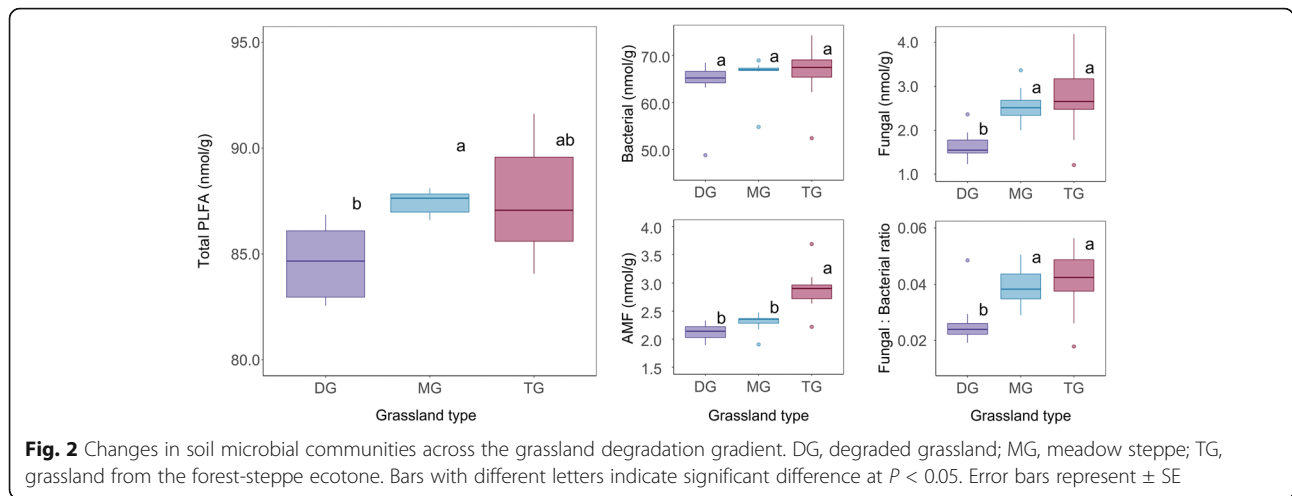 95.0
90.0
85.0
80.0
Total PLFA (nmol/g)
b
a
ab
DG
MG
TG
Grassland type
70.0
60.0
50.0
Bacterial (nmol/g)
a
a
a
DG
MG
TG
4.0
3.0
2.0
1.0
Fungal (nmol/g)
b
a
a
DG
MG
TG
4.0
3.5
3.0
2.5
2.0
1.5
AMF (nmol/g)
b
b
a
DG
MG
TG
Grassland type
0.06
0.04
0.02
Fungal : Bacterial ratio
b
a
a
DG
MG
TG
Grassland type
Fig. 2 Changes in soil microbial communities across the grassland degradation gradient. DG, degraded grassland; MG, meadow steppe; TG,
grassland from the forest-steppe ecotone. Bars with different letters indicate significant difference at P < 0.05. Error bars represent ± SE